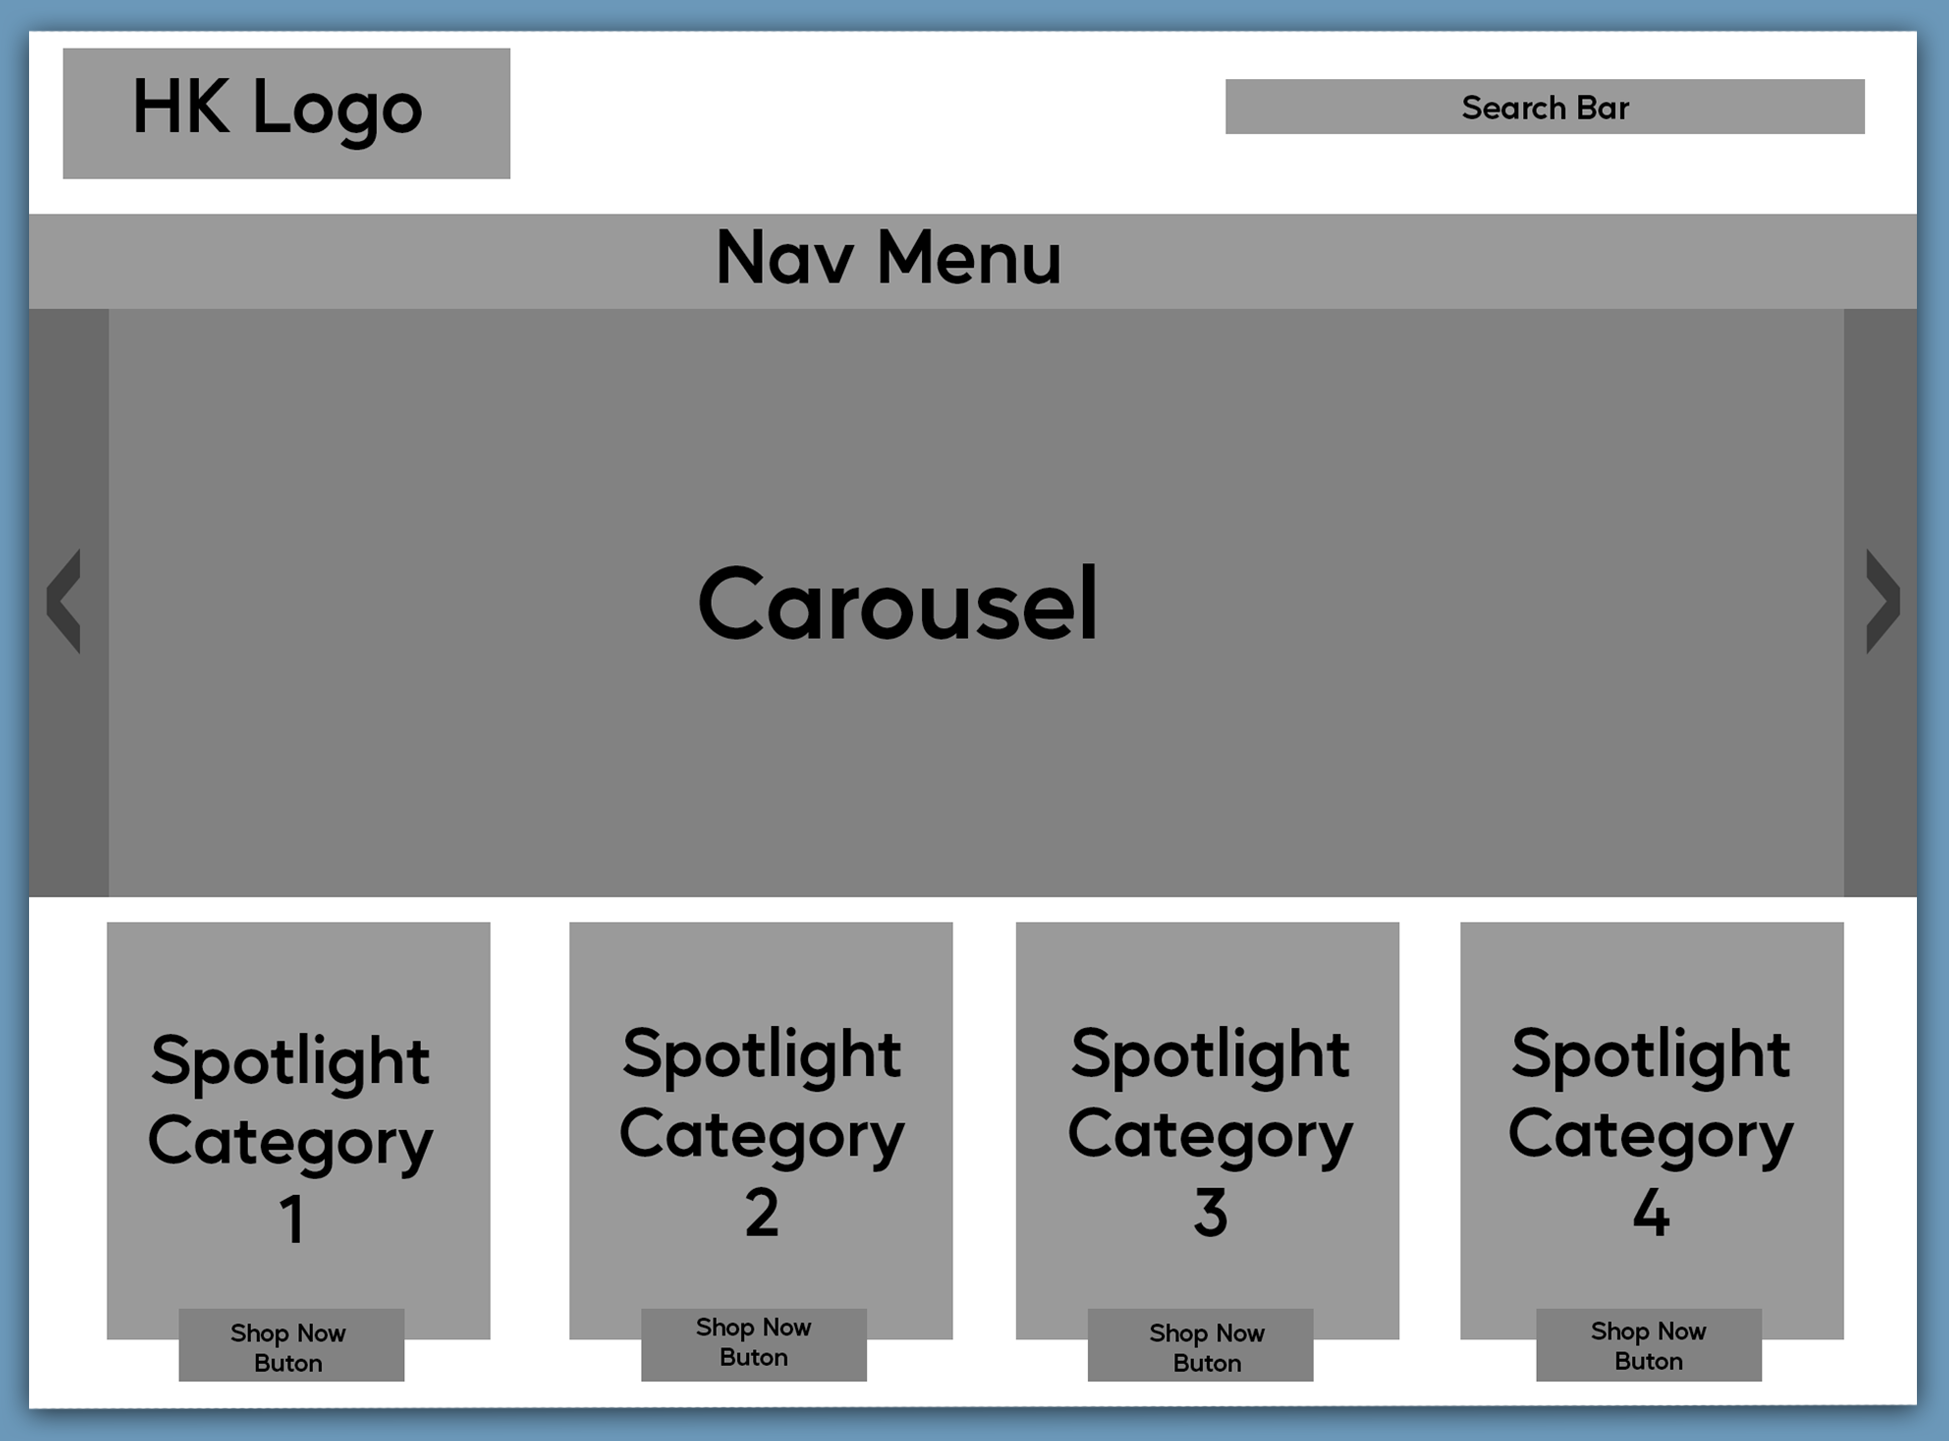 HK Logo
Search Bar
Nav Menu
Carousel
Spotlight
Category
1
Shop Now
Buton
Spotlight
Category
2
Shop Now
Buton
Spotlight
Category
3
Shop Now
Buton
Spotlight
Category
4
Shop Now
Buton